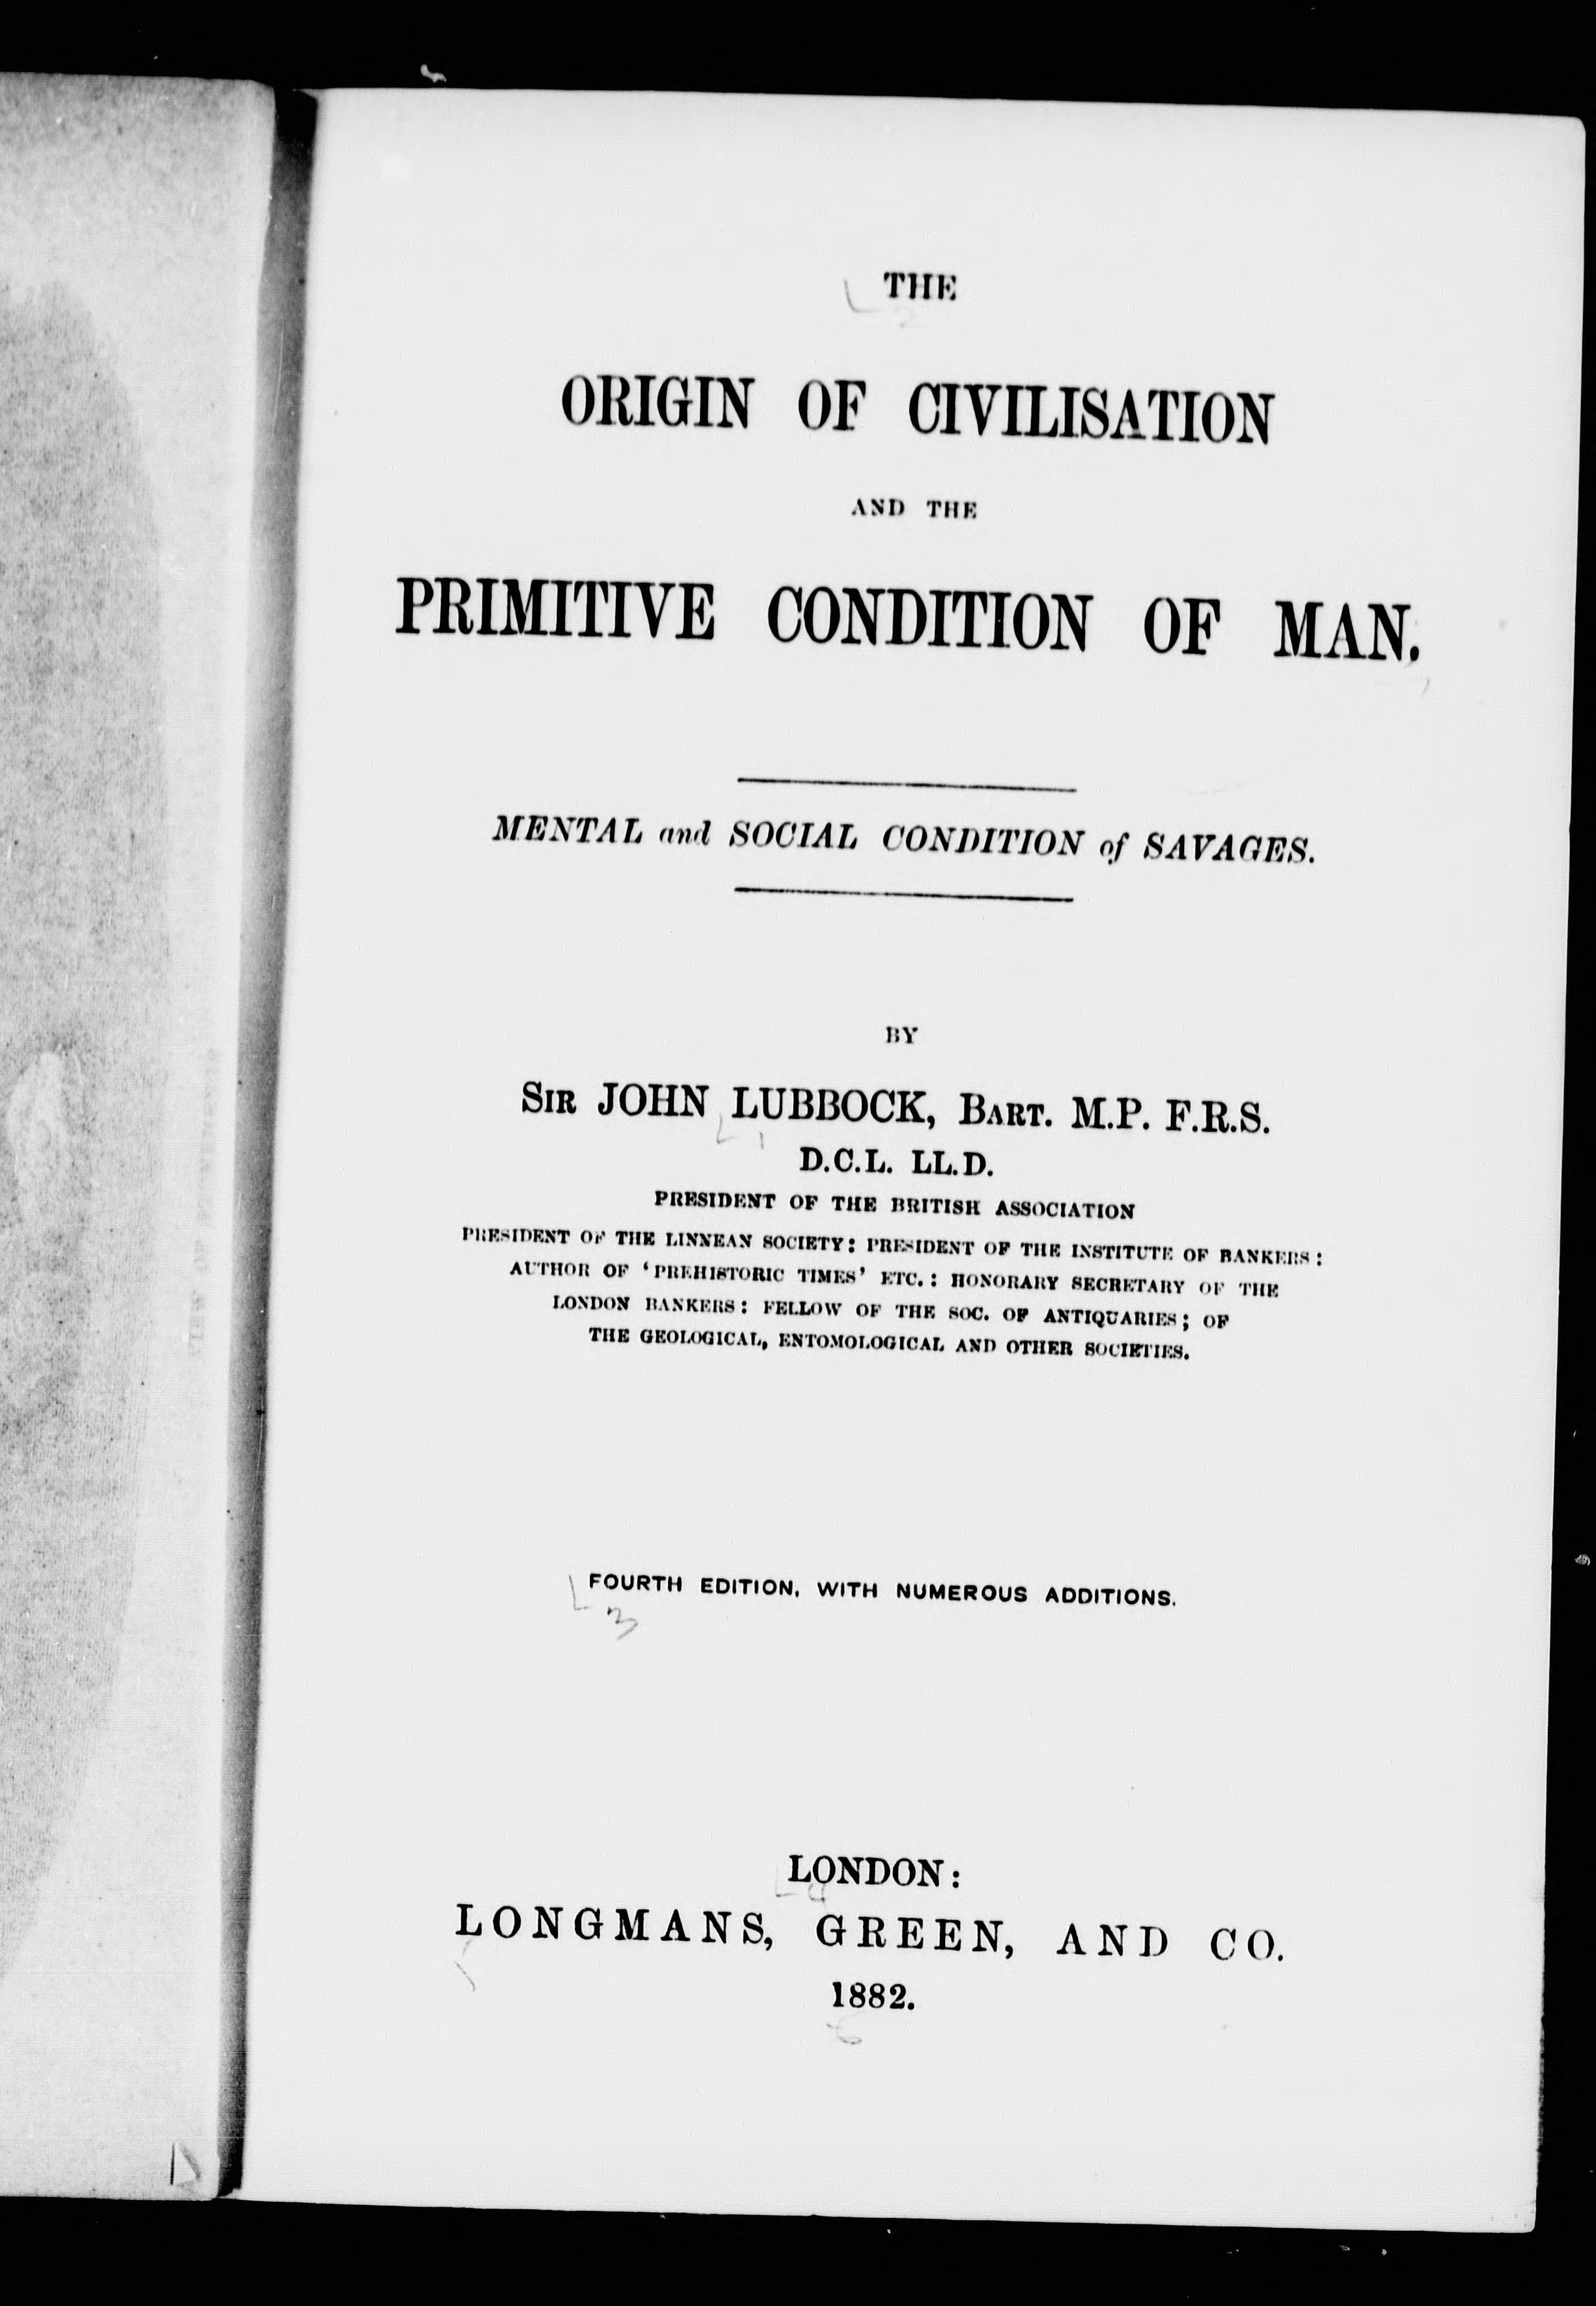 THE
ORIGIN OF CIVILISATION
AND THE
PRIMITIVE CONDITION OF MAN.
MENTAL and SOCIAL CONDITION of SAVAGES.
BY
SIR JOHN LUBBOCK, BART. M.P. F.R.S.
D.C.L. LL.D.
PRESIDENT OF THE BRITISH ASSOCIATION
PRESIDENT OF THE LINNEAN SOCIETY: PRESIDENT OF THE INSTITUTE OF BANKERS:
AUTHOR OF 'PREHISTORIC TIMES' ETC.: HONORARY SECRETARY OF THE
LONDON BANKERS: FELLOW OF THE SOC. OF ANTIQUARIES; OF
THE GEOLOGICAL, ENTOMOLOGICAL AND OTHER SOCIETIES.
FOURTH EDITION, WITH NUMEROUS ADDITIONS.
3
LONDON:
4
LONGMANS, GREEN, AND CO.
1882.
6